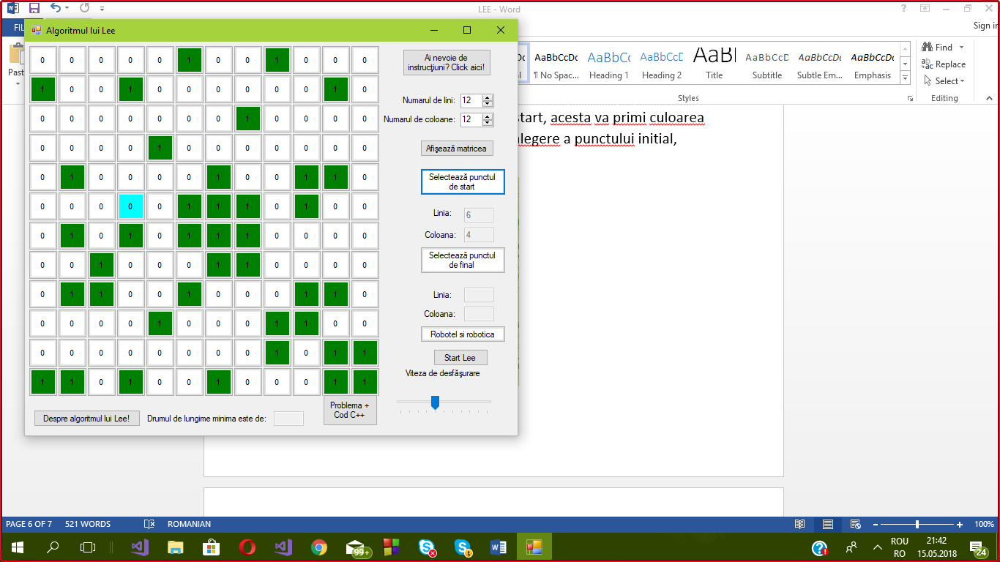 LEE - Word
FIL
Sign in
Algoritmul lui Lee
Past
AaBbCcDc
AaBbCc
AaBbCcD
AaBl
AaBbCcD
AaBbCcDc
AaBbCcDc
¶ No Spac...
Heading 1
Heading 2
Title
Subtitle
Subtle Em...
Emphasis
Styles
Find
Replace
Select
Editing
start, acesta va primi culoarea
alegere a punctului initial,
0 0 0 0 0 1 0 0 1 0 0 0
1 0 0 1 0 0 0 0 0 0 1 0
0 0 0 0 0 0 0 1 0 0 0 0
0 0 0 0 1 0 0 0 0 0 0 0
0 1 0 0 0 0 1 0 0 1 1 0
0 0 0 0 0 1 1 1 0 1 0 0
0 1 0 1 0 1 1 1 0 0 0 0
0 0 1 0 0 0 1 1 0 0 0 0
0 1 1 0 0 1 0 0 0 1 1 0
0 0 0 0 1 0 0 0 1 1 0 0
0 0 0 0 0 0 0 0 1 0 1 1
1 1 0 1 0 0 1 0 0 0 1 1
Ai nevoie de
instrucţiuni? Click aici!
Numarul de lini: 12
Numarul de coloane: 12
Afişează matricea
Selectează punctul
de start
Linia: 6
Coloana: 4
Selectează punctul
de final
Linia:
Coloana:
Robotel si robotica
Start Lee
Viteza de desfăşurare
Despre algoritmul lui Lee!
Drumul de lungime minima este de:
Problema +
Cod C++
PAGE 6 OF 7 521 WORDS ROMANIAN
100%
99+
1
ROU
RO
21:42
15.05.2018
24